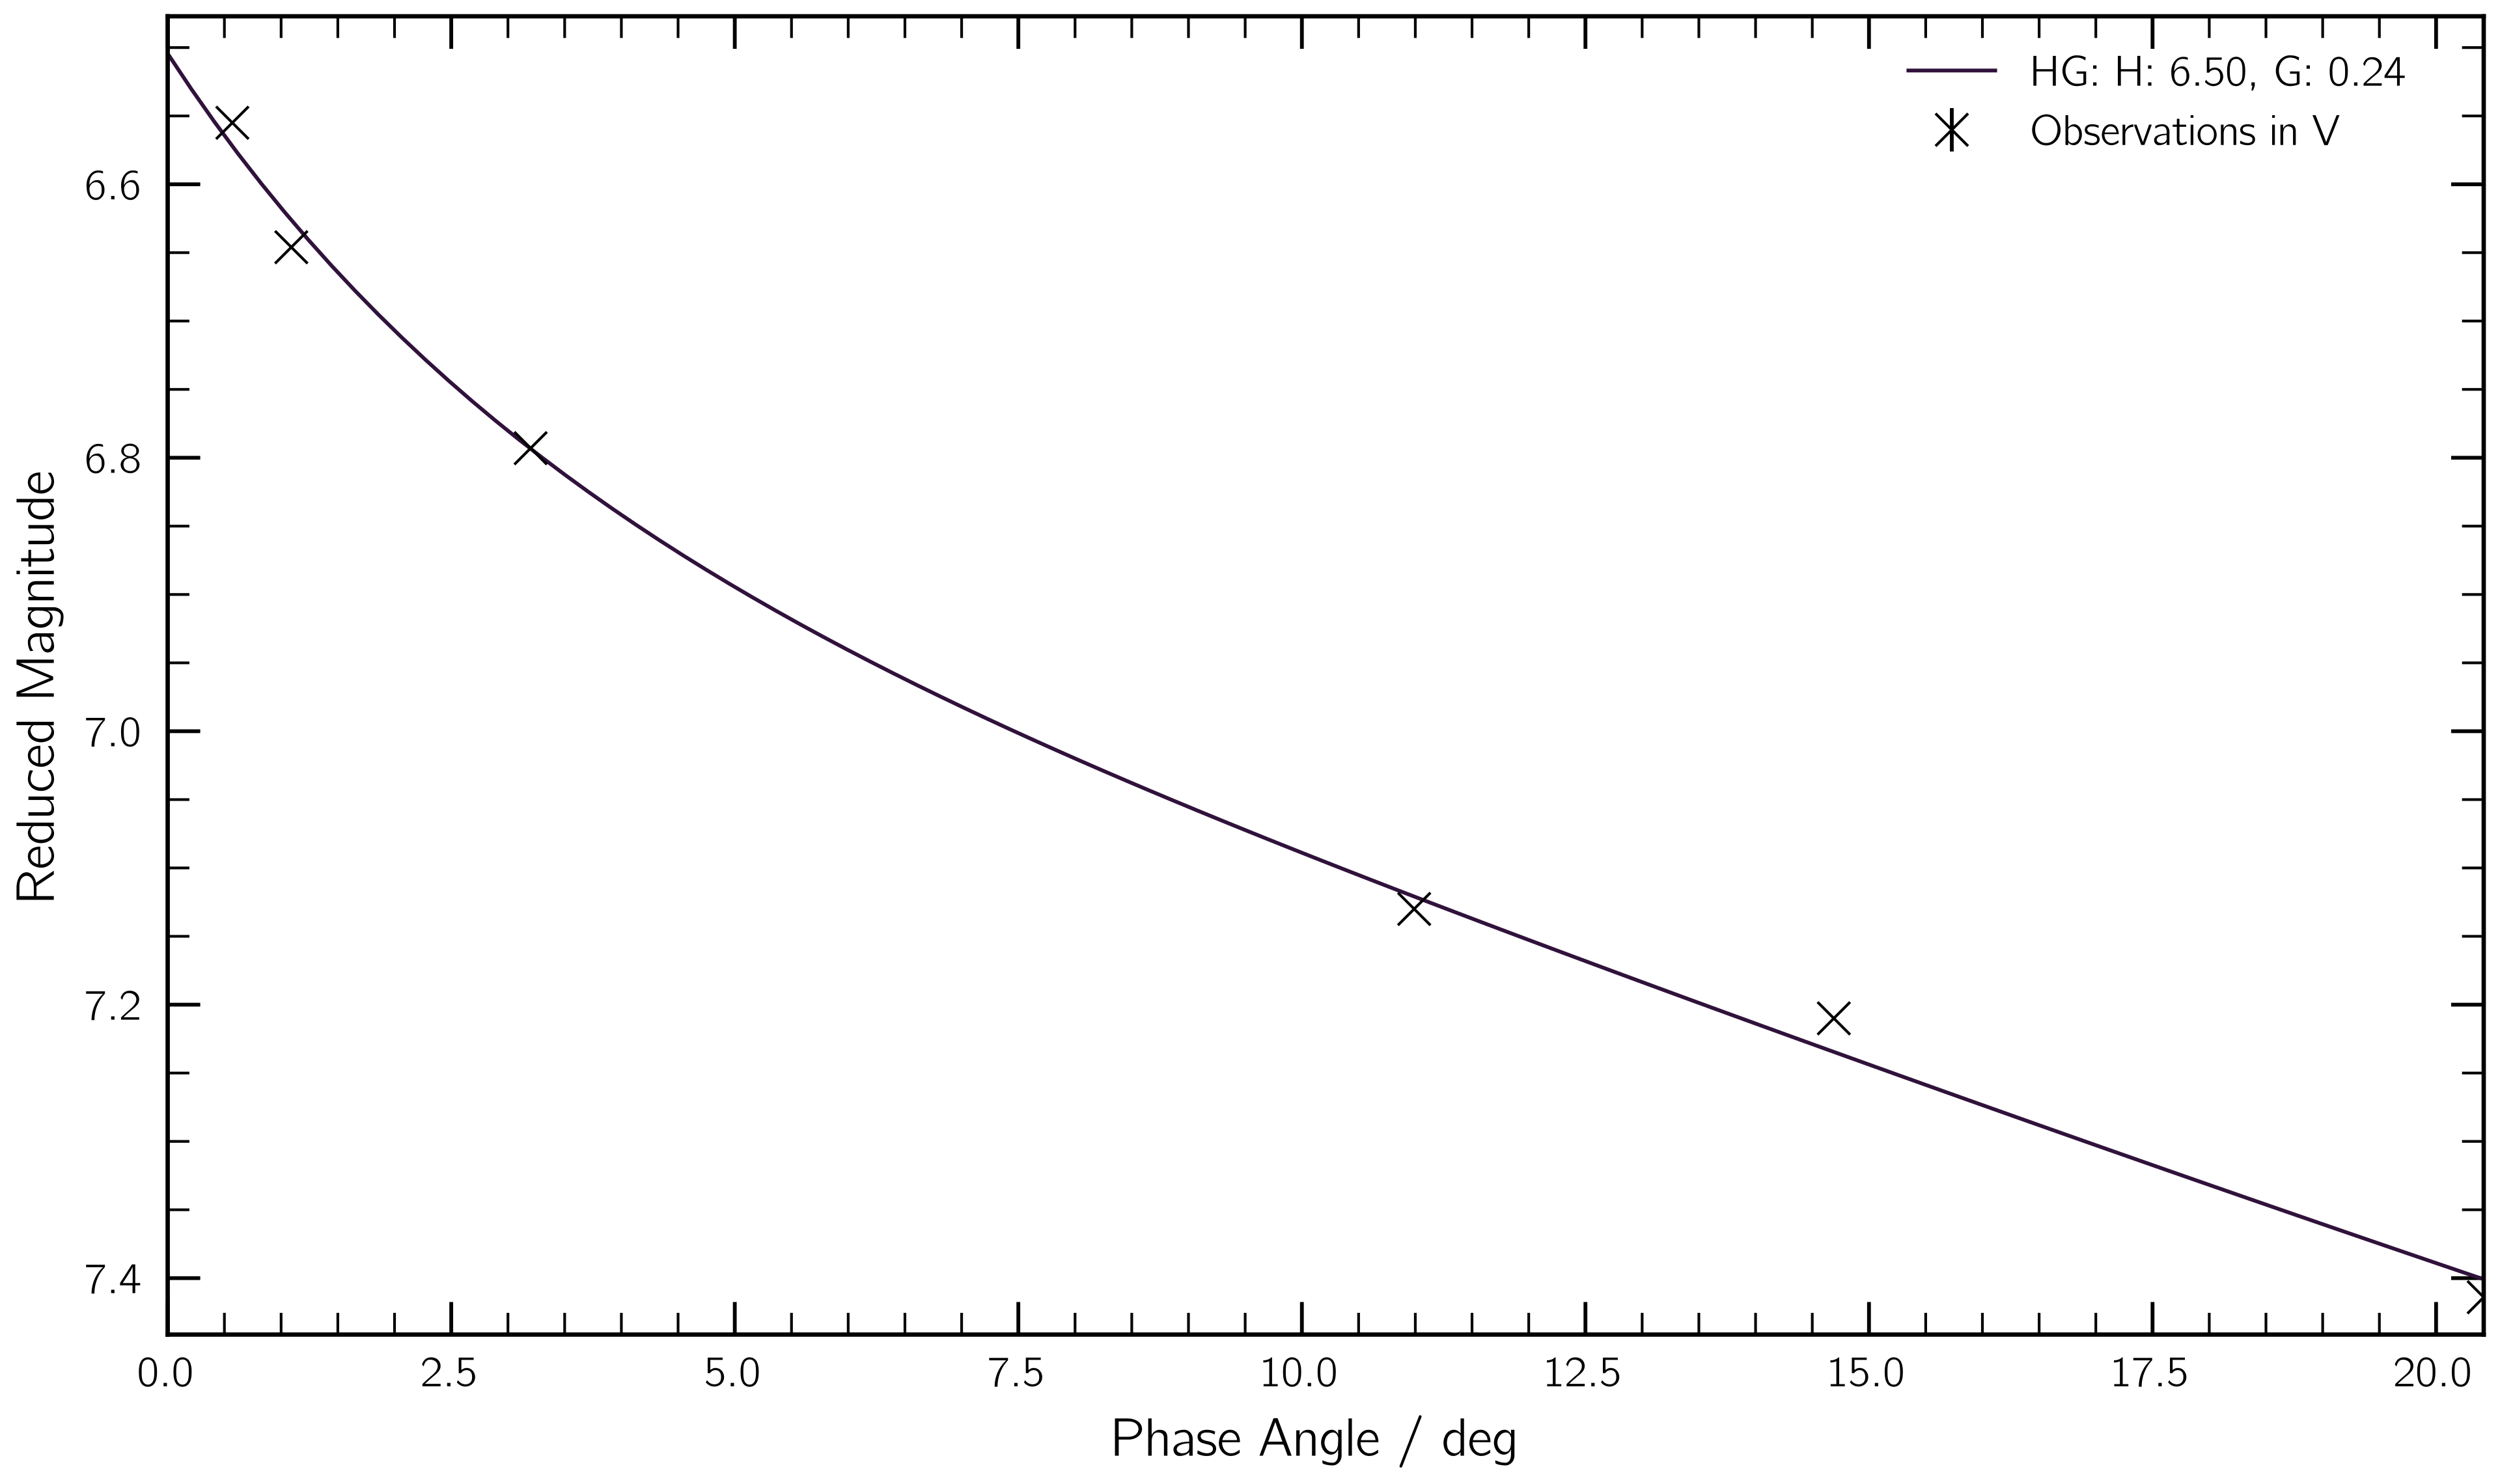 HG: H: 6.50, G: 0.24
Observations in V
6.6
6.8
7.0
7.2
7.4
Reduced Magnitude
0.0 2.5 5.0 7.5 10.0 12.5 15.0 17.5 20.0
Phase Angle / deg